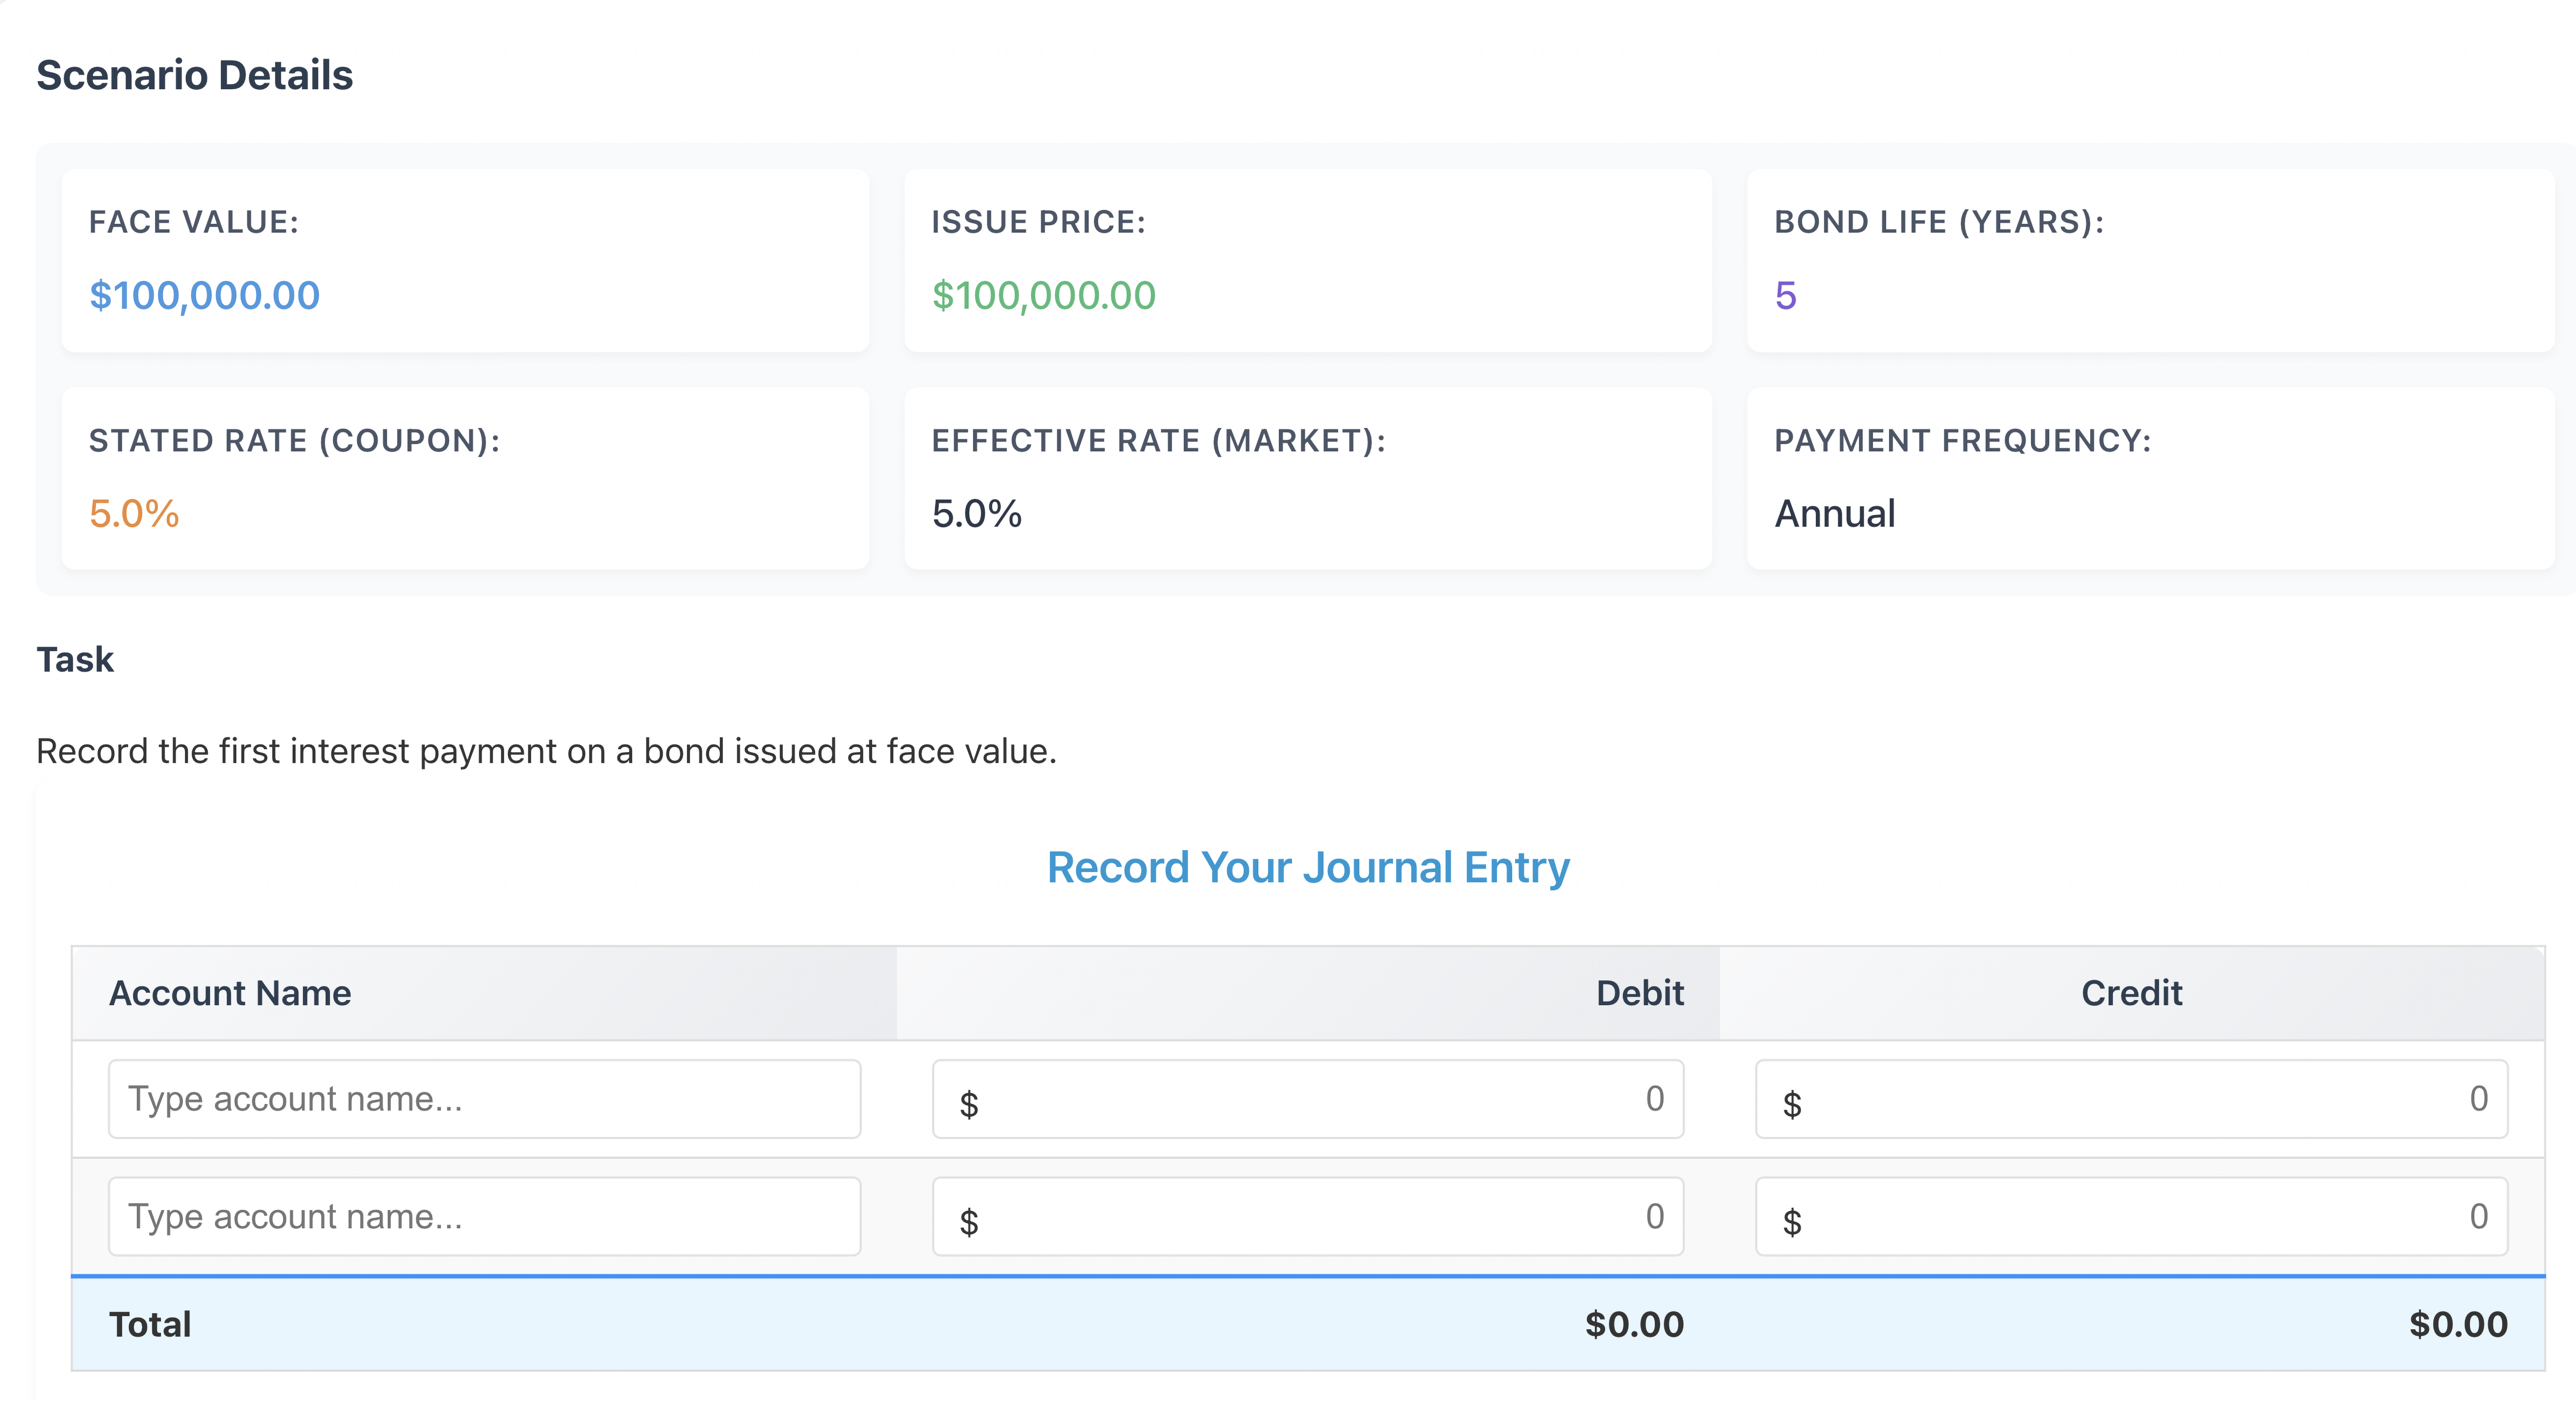 Scenario Details
FACE VALUE: ISSUE PRICE: BOND LIFE (YEARS):
$100,000.00 $100,000.00 5
STATED RATE (COUPON): EFFECTIVE RATE (MARKET): PAYMENT FREQUENCY:
5.0% 5.0% Annual
Task
Record the first interest payment on a bond issued at face value.
Record Your Journal Entry
Account Name Debit Credit
Type account name... $ 0 $ 0
Type account name... $ 0 $ 0
Total $0.00 $0.00